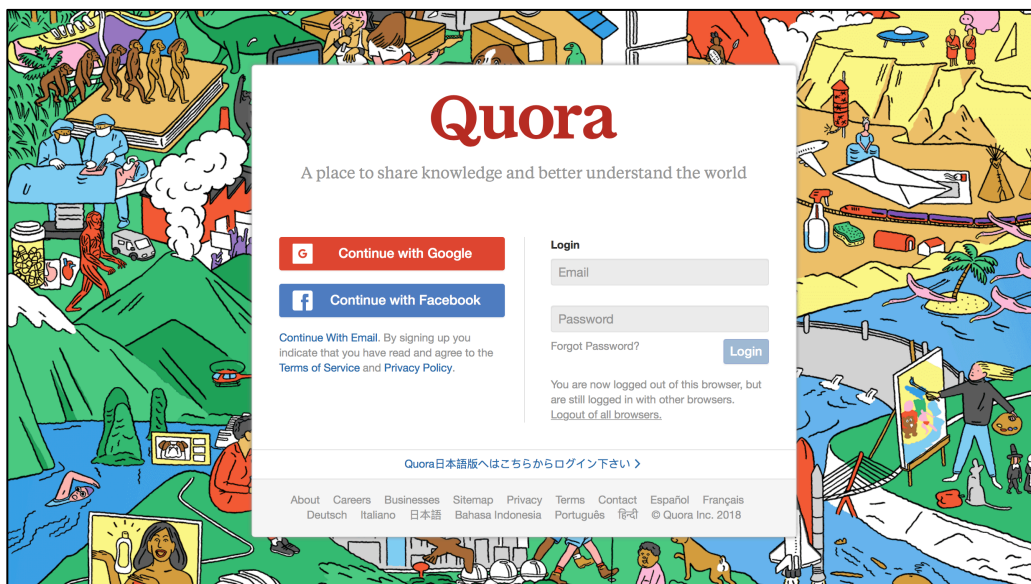 Quora
A place to share knowledge and better understand the world
G Continue with Google
f Continue with Facebook
Continue With Email. By signing up you
indicate that you have read and agree to the
Terms of Service and Privacy Policy.
Login
Email
Password
Forgot Password?
Login
You are now logged out of this browser, but
are still logged in with other browsers.
Logout of all browsers.
Quora日本語版へはこちらからログイン下さい
About Careers Businesses Sitemap Privacy Terms Contact Español Français
Deutsch Italiano 日本語 Bahasa Indonesia Português हिन्दी © Quora Inc. 2018